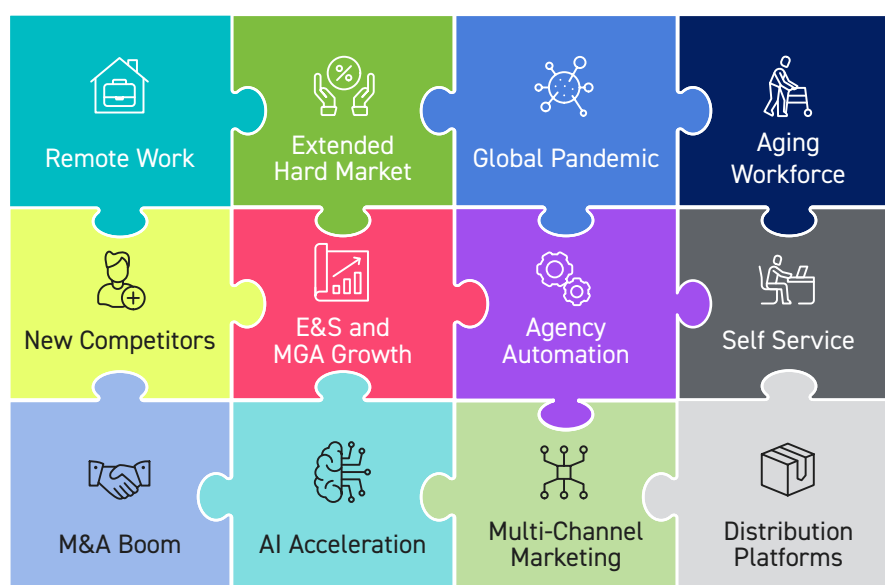 Remote Work
Extended
Hard Market
Global Pandemic
Aging
Workforce
New Competitors
E&S and
MGA Growth
Agency
Automation
Self Service
M&A Boom
AI Acceleration
Multi-Channel
Marketing
Distribution
Platforms